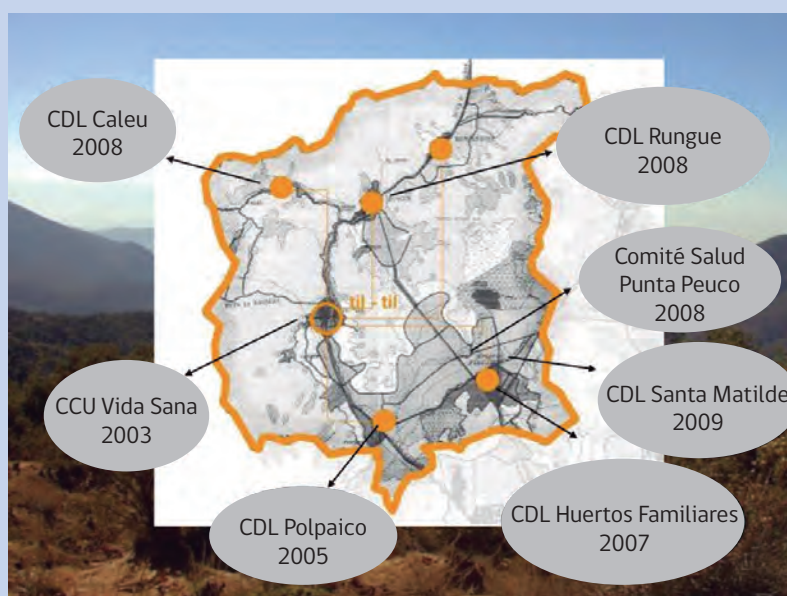 CDL Caleu
2008
CDL Rungue
2008
Comité Salud
Punta Peuco
2008
til - til
CCU Vida Sana
2003
CDL Santa Matilde
2009
CDL Polpaico
2005
CDL Huertos Familiares
2007